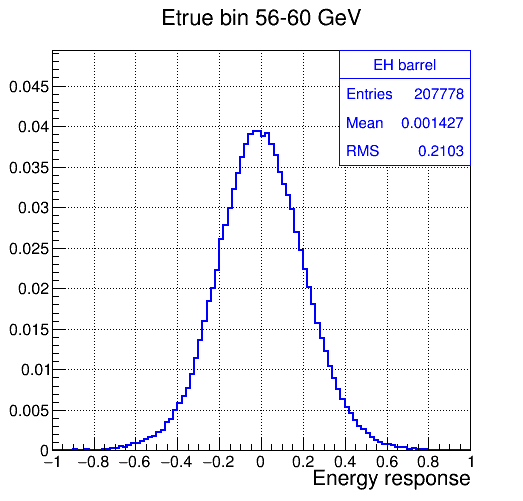 Etrue bin 56-60 GeV
EH barrel
Entries 207778
Mean 0.001427
RMS 0.2103
0.045
0.04
0.035
0.03
0.025
0.02
0.015
0.01
0.005
0
−1 −0.8 −0.6 −0.4 −0.2 0 0.2 0.4 0.6 0.8 1
Energy response